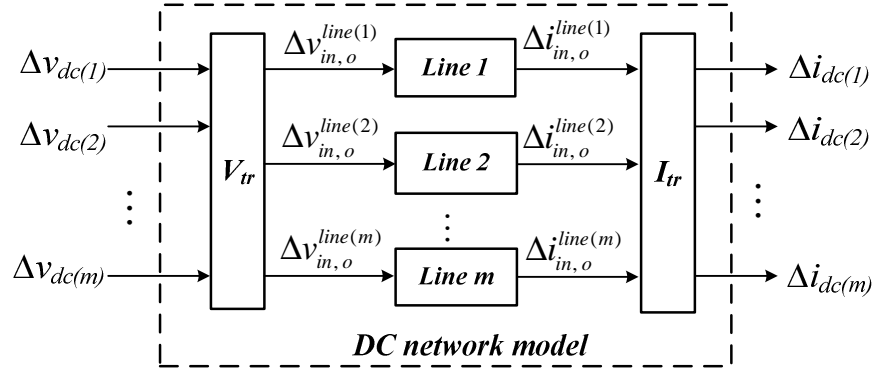 Δv_dc(1) Δv_in,o^line(1) Line 1 Δi_in,o^line(1) Δi_dc(1)
Δv_dc(2) Δv_in,o^line(2) Line 2 Δi_in,o^line(2) Δi_dc(2)
V_tr I_tr
⋮ ⋮ ⋮
Δv_dc(m) Δv_in,o^line(m) Line m Δi_in,o^line(m) Δi_dc(m)
DC network model